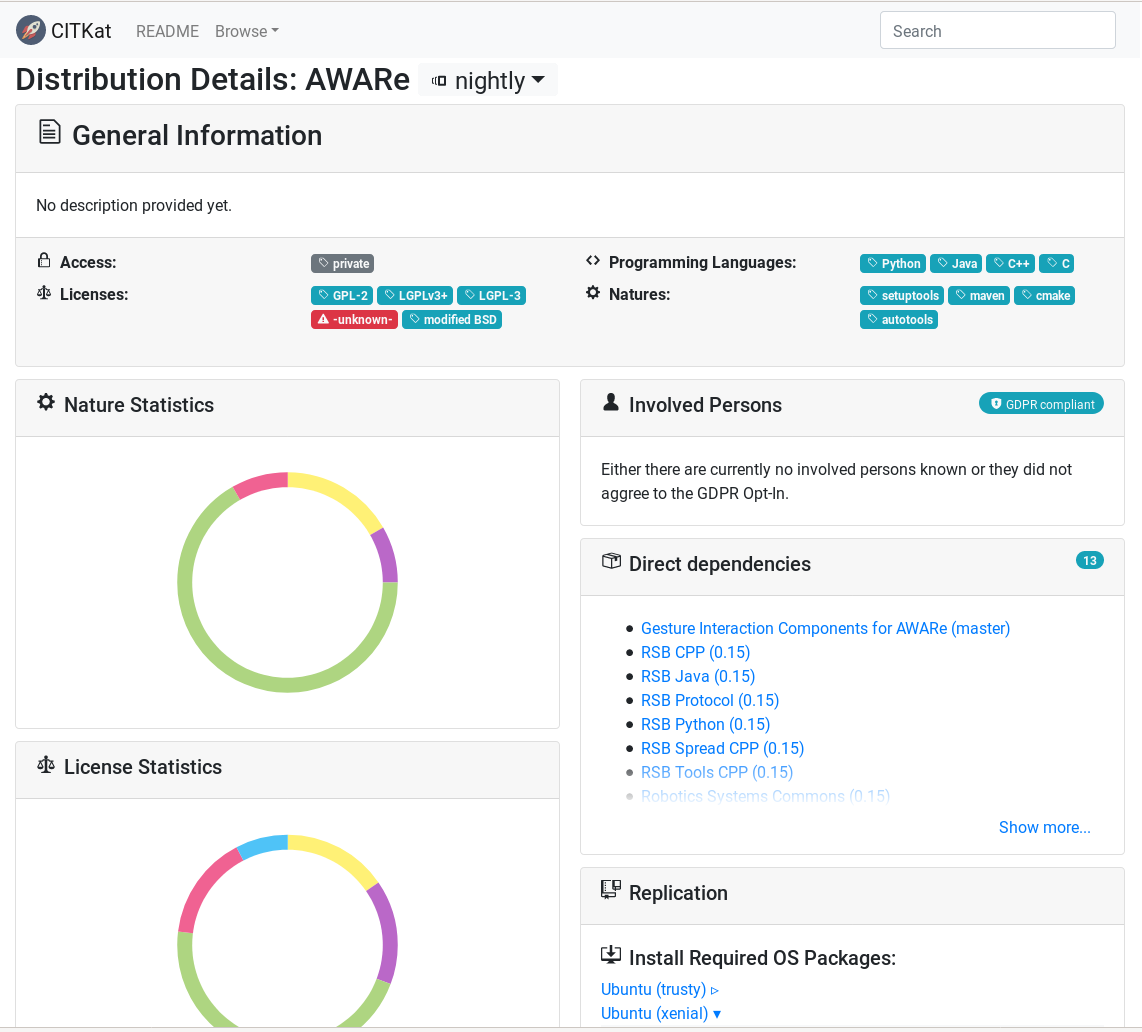 CITKat README Browse Search
Distribution Details: AWARe nightly
General Information
No description provided yet.
Access: private
Licenses: GPL-2 LGPLv3+ LGPL-3
-unknown- modified BSD
Programming Languages: Python Java C++ C
Natures: setuptools maven cmake
autotools
Nature Statistics
License Statistics
Involved Persons GDPR compliant
Either there are currently no involved persons known or they did not
aggree to the GDPR Opt-In.
Direct dependencies 13
Gesture Interaction Components for AWARe (master)
RSB CPP (0.15)
RSB Java (0.15)
RSB Protocol (0.15)
RSB Python (0.15)
RSB Spread CPP (0.15)
RSB Tools CPP (0.15)
Robotics Systems Commons (0.15)
Show more...
Replication
Install Required OS Packages:
Ubuntu (trusty) ▹
Ubuntu (xenial) ▾